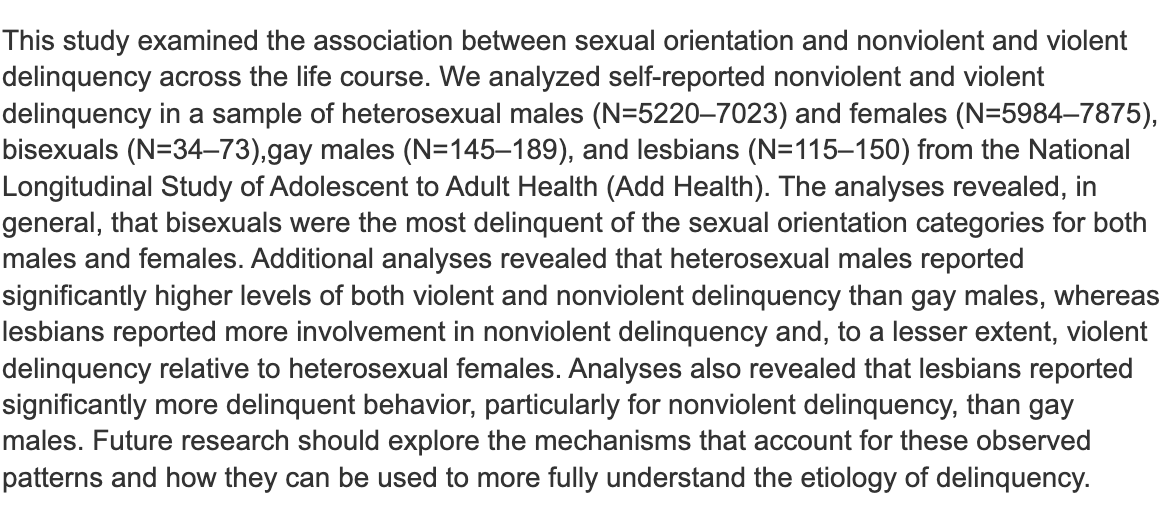 This study examined the association between sexual orientation and nonviolent and violent
delinquency across the life course. We analyzed self-reported nonviolent and violent
delinquency in a sample of heterosexual males (N=5220–7023) and females (N=5984–7875),
bisexuals (N=34–73),gay males (N=145–189), and lesbians (N=115–150) from the National
Longitudinal Study of Adolescent to Adult Health (Add Health). The analyses revealed, in
general, that bisexuals were the most delinquent of the sexual orientation categories for both
males and females. Additional analyses revealed that heterosexual males reported
significantly higher levels of both violent and nonviolent delinquency than gay males, whereas
lesbians reported more involvement in nonviolent delinquency and, to a lesser extent, violent
delinquency relative to heterosexual females. Analyses also revealed that lesbians reported
significantly more delinquent behavior, particularly for nonviolent delinquency, than gay
males. Future research should explore the mechanisms that account for these observed
patterns and how they can be used to more fully understand the etiology of delinquency.